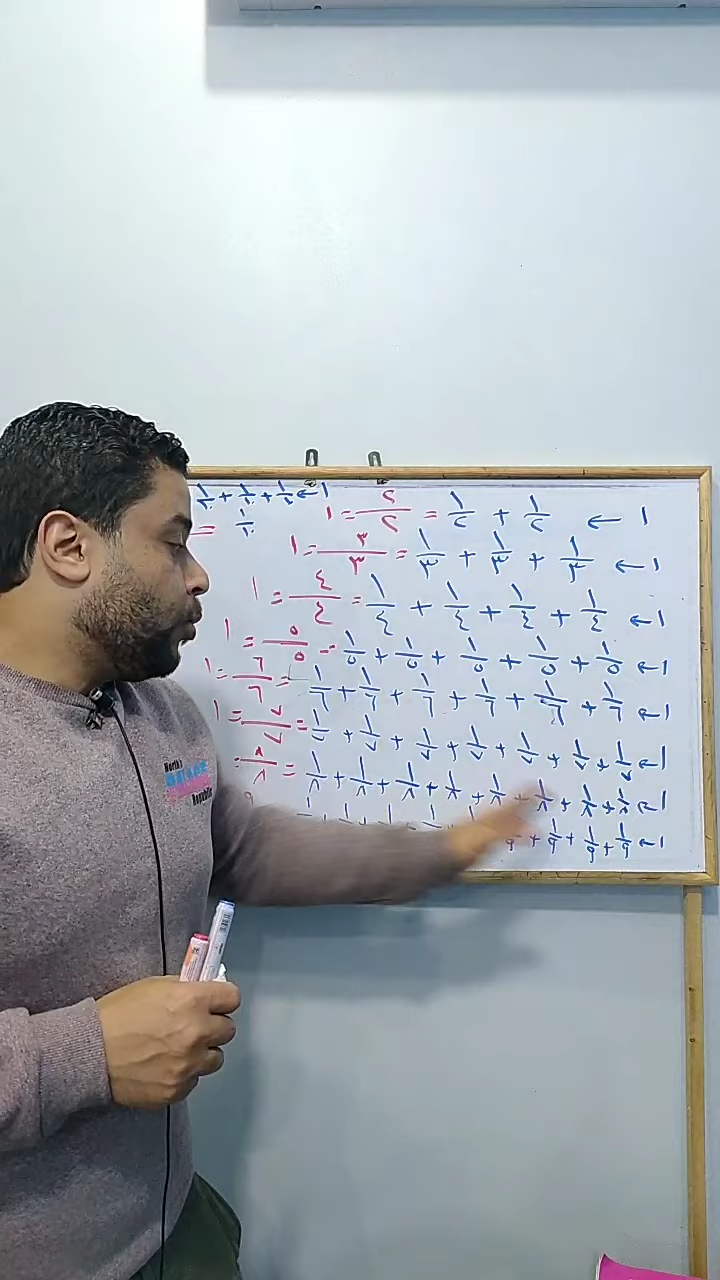 ١ ← ١/٢ + ١/٢ = ٢/٢ = ١
١ ← ١/٣ + ١/٣ + ١/٣ = ٣/٣ = ١
١ ← ١/٤ + ١/٤ + ١/٤ + ١/٤ = ٤/٤ = ١
١ ← ١/٥ + ١/٥ + ١/٥ + ١/٥ + ١/٥ = ٥/٥ = ١
١ ← ١/٦ + ١/٦ + ١/٦ + ١/٦ + ١/٦ + ١/٦ = ٦/٦ = ١
١ ← ١/٧ + ١/٧ + ١/٧ + ١/٧ + ١/٧ + ١/٧ + ١/٧ = ٧/٧ = ١
١ ← ١/٨ + ١/٨ + ١/٨ + ١/٨ + ١/٨ + ١/٨ + ١/٨ + ١/٨ = ٨/٨ =
١ ← ١/٩ + ١/٩ + ١/٩ +
Republic